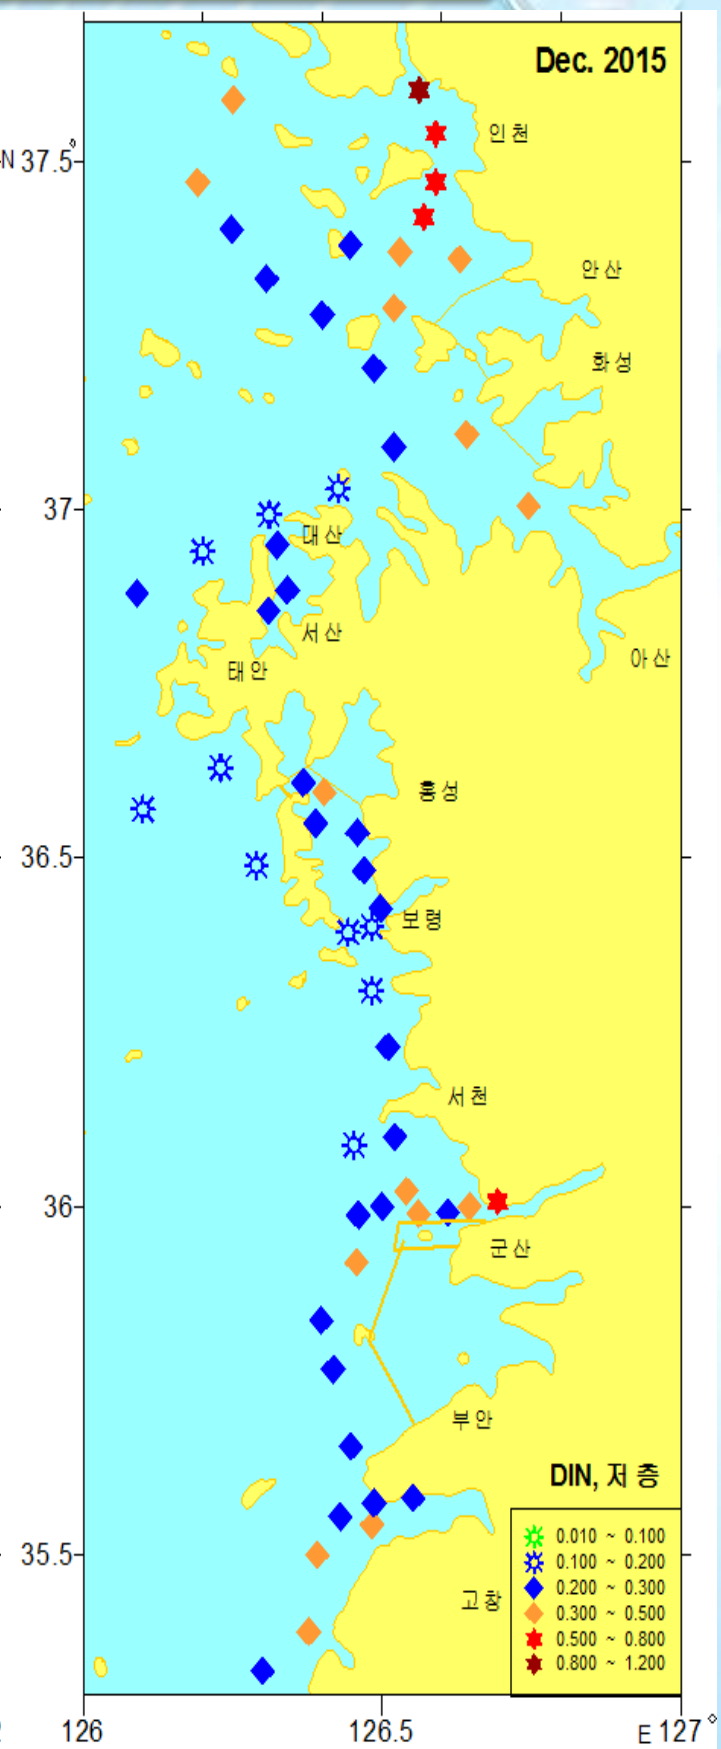 Dec. 2015
인천
N 37.5°
안산
화성
37
대산
서산
아산
태안
홍성
36.5
보령
서천
36
군산
부안
DIN, 저층
0.010 ~ 0.100
0.100 ~ 0.200
35.5
0.200 ~ 0.300
고창
0.300 ~ 0.500
0.500 ~ 0.800
0.800 ~ 1.200
126
126.5
E 127°